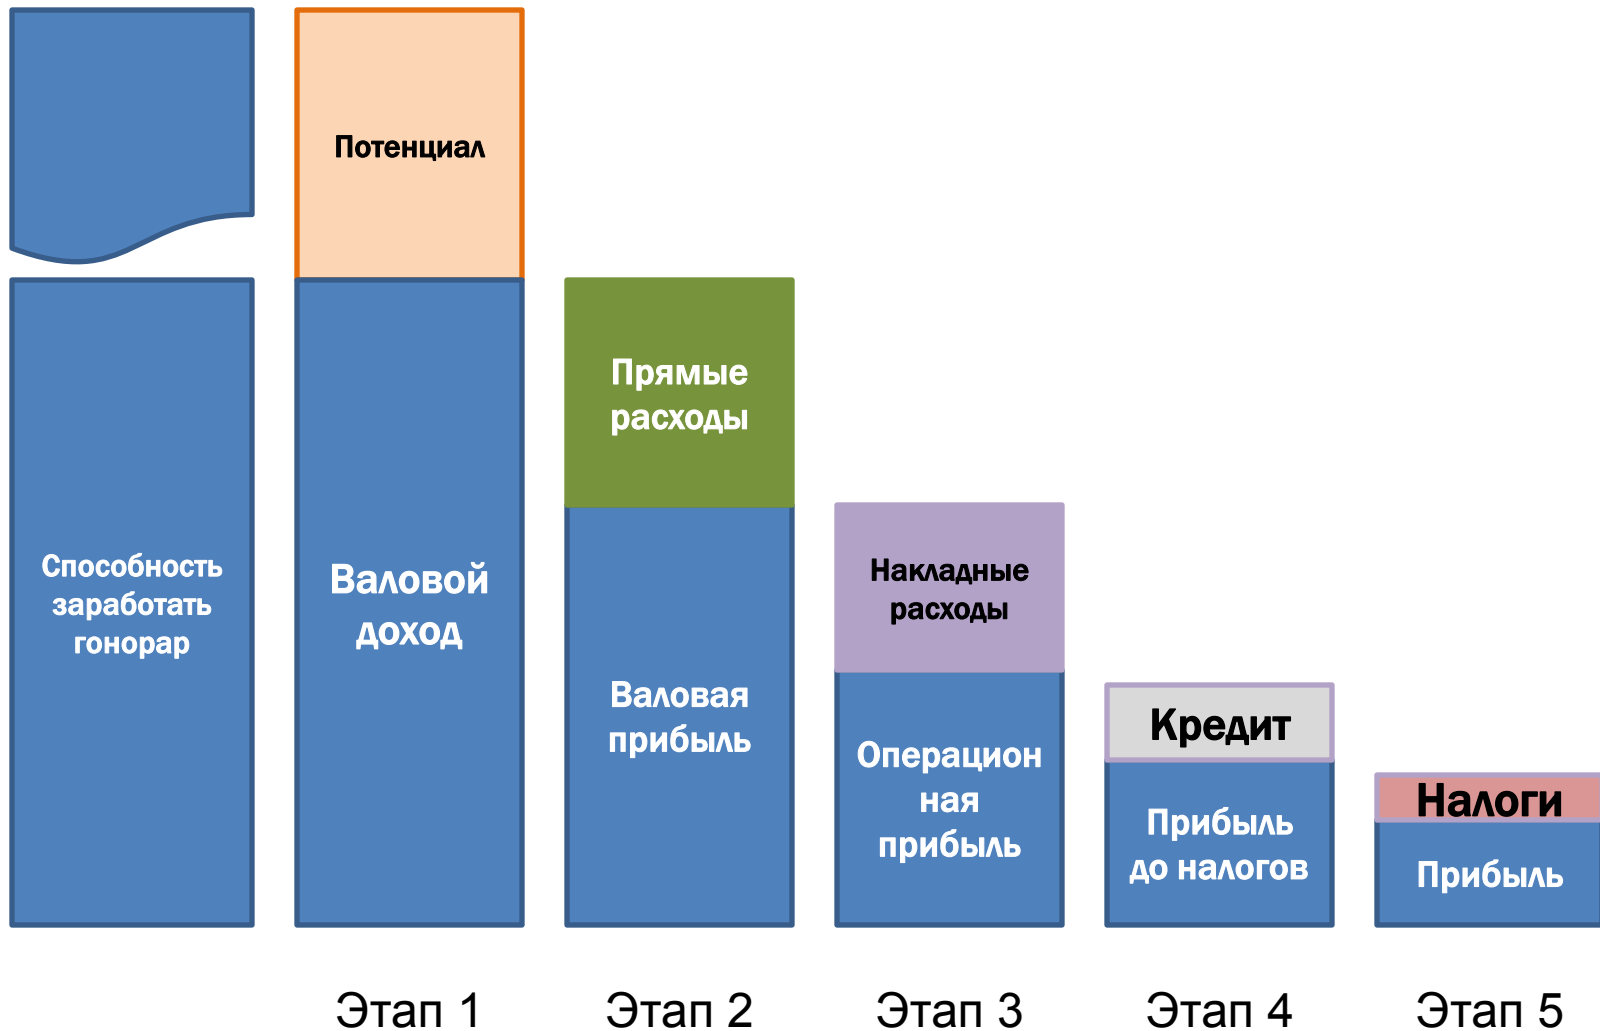 Потенциал
Способность
заработать
гонорар
Валовой
доход
Прямые
расходы
Валовая
прибыль
Накладные
расходы
Операцион
ная
прибыль
Кредит
Прибыль
до налогов
Налоги
Прибыль
Этап 1
Этап 2
Этап 3
Этап 4
Этап 5